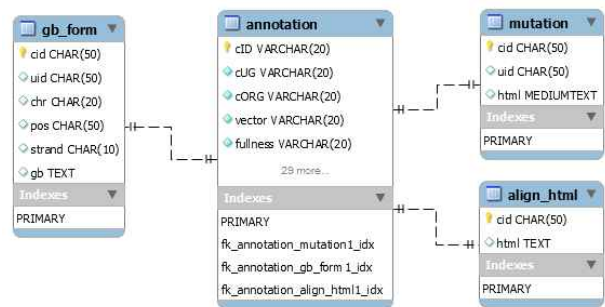 gb_form
cid CHAR(50)
uid CHAR(50)
chr CHAR(20)
pos CHAR(50)
strand CHAR(10)
gb TEXT
Indexes
PRIMARY
annotation
cID VARCHAR(20)
cUG VARCHAR(20)
cORG VARCHAR(20)
vector VARCHAR(20)
fullness VARCHAR(20)
29 more...
Indexes
PRIMARY
fk_annotation_mutation1_idx
fk_annotation_gb_form1_idx
fk_annotation_align_html1_idx
mutation
cid CHAR(50)
uid CHAR(50)
html MEDIUMTEXT
Indexes
PRIMARY
align_html
cid CHAR(50)
html TEXT
Indexes
PRIMARY